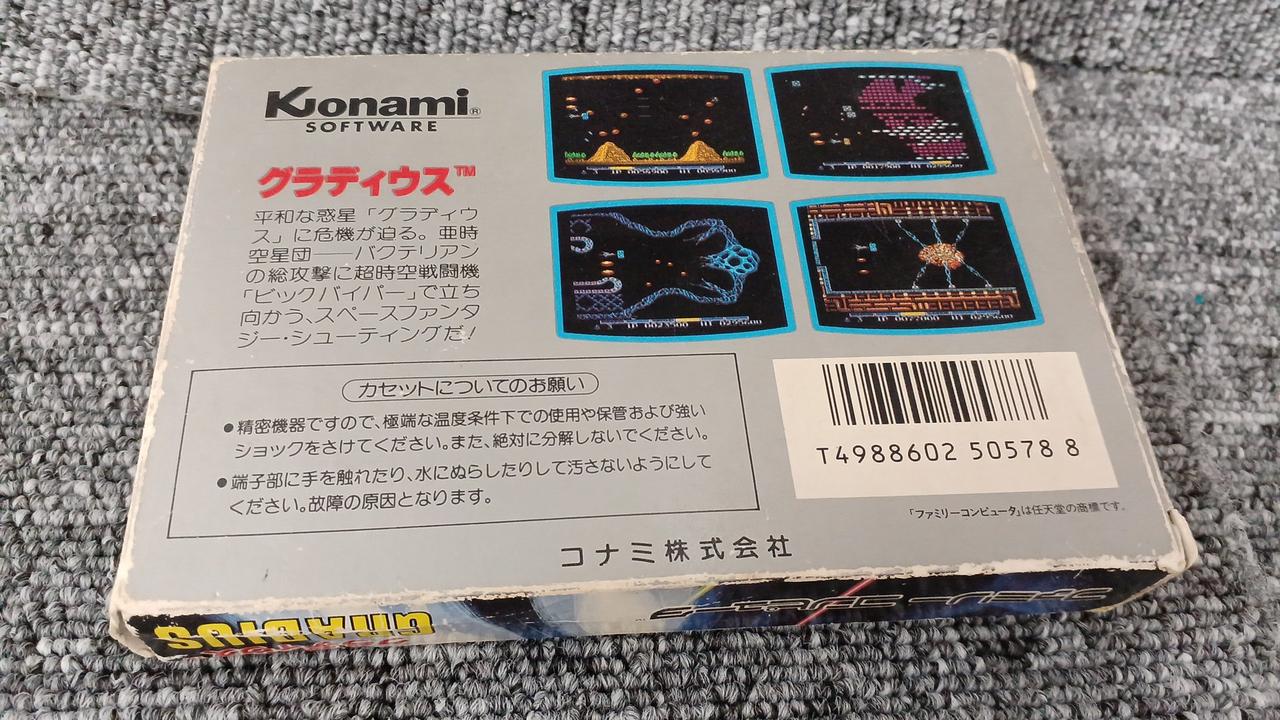 Konami®
SOFTWARE
グラディウス™
平和な惑星「グラディウ
ス」に危機が迫る。亜時
空星団──バクテリアン
の総攻撃に超時空戦闘機
「ビックバイパー」で立ち
向かう、スペースファンタ
ジー・シューティングだ!
カセットについてのお願い
●精密機器ですので、極端な温度条件下での使用や保管および強い
ショックをさけてください。また、絶対に分解しないでください。
●端子部に手を触れたり、水にぬらしたりして汚さないようにして
ください。故障の原因となります。
T4988602 50578 8
「ファミリーコンピュータ」は任天堂の商標です。
コナミ株式会社
GRADIUS